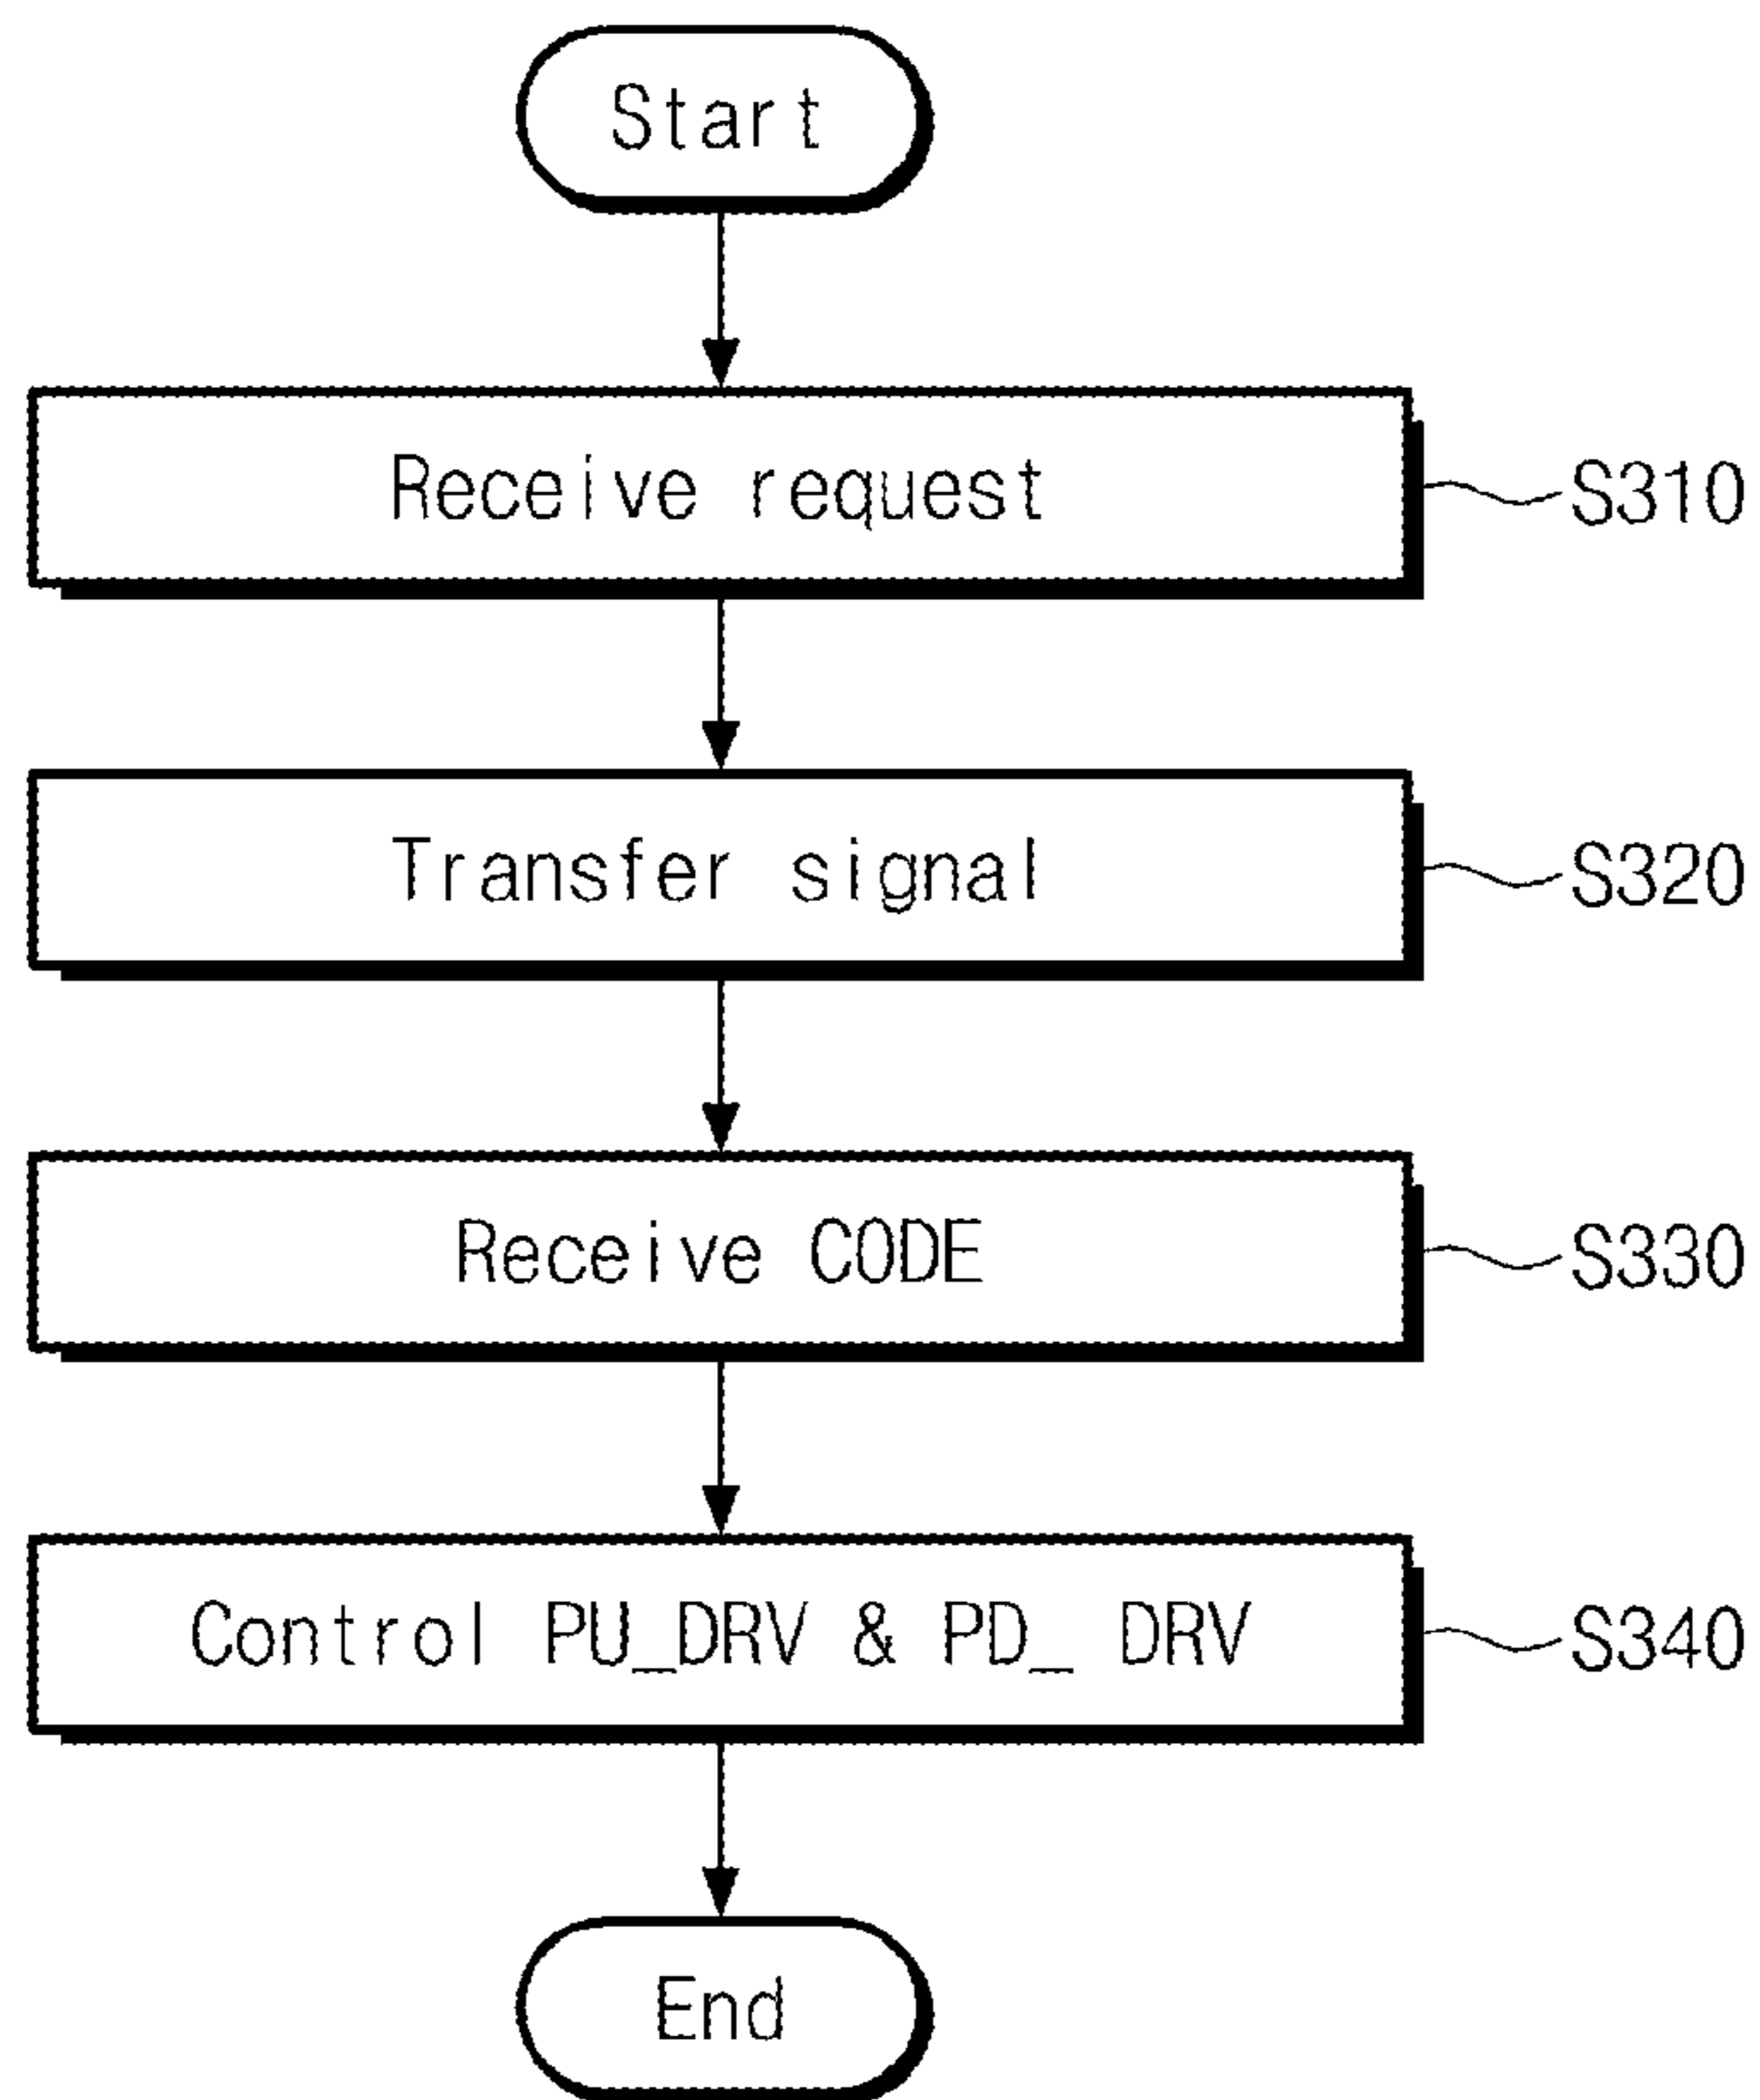 Start
Receive request
S310
Transfer signal
S320
Receive CODE
S330
Control PU_DRV & PD_ DRV
S340
End